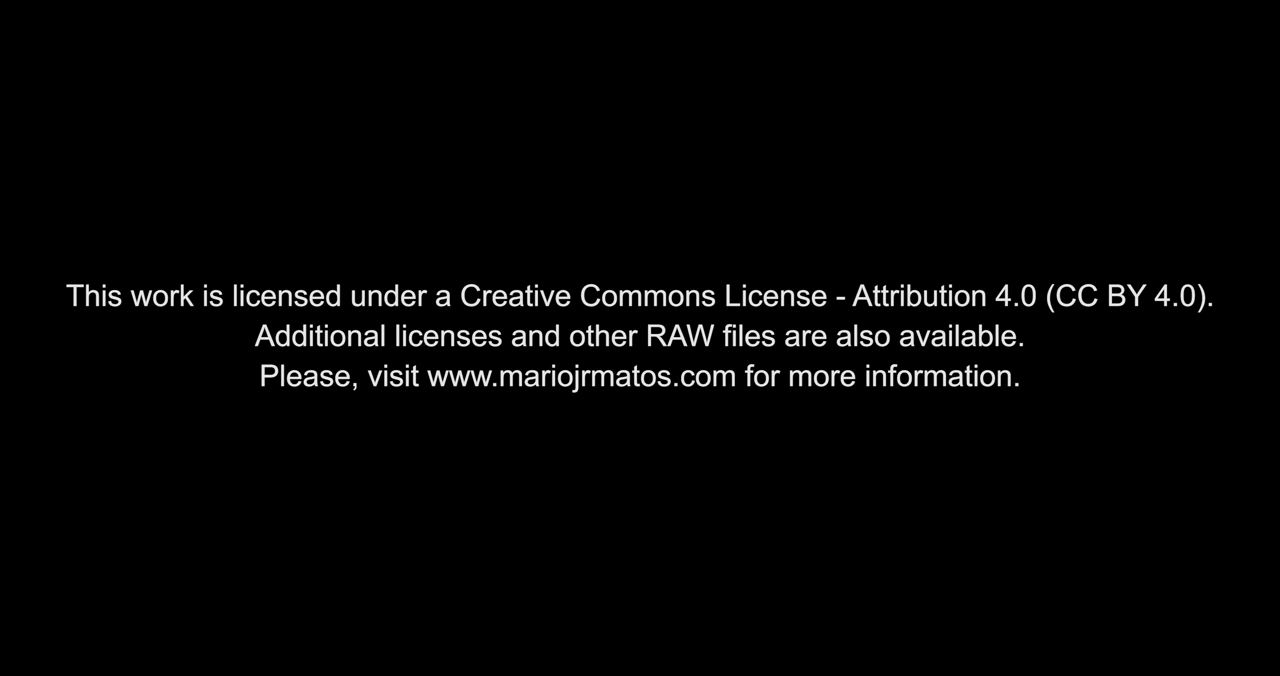 This work is licensed under a Creative Commons License - Attribution 4.0 (CC BY 4.0).
Additional licenses and other RAW files are also available.
Please, visit www.mariojrmatos.com for more information.